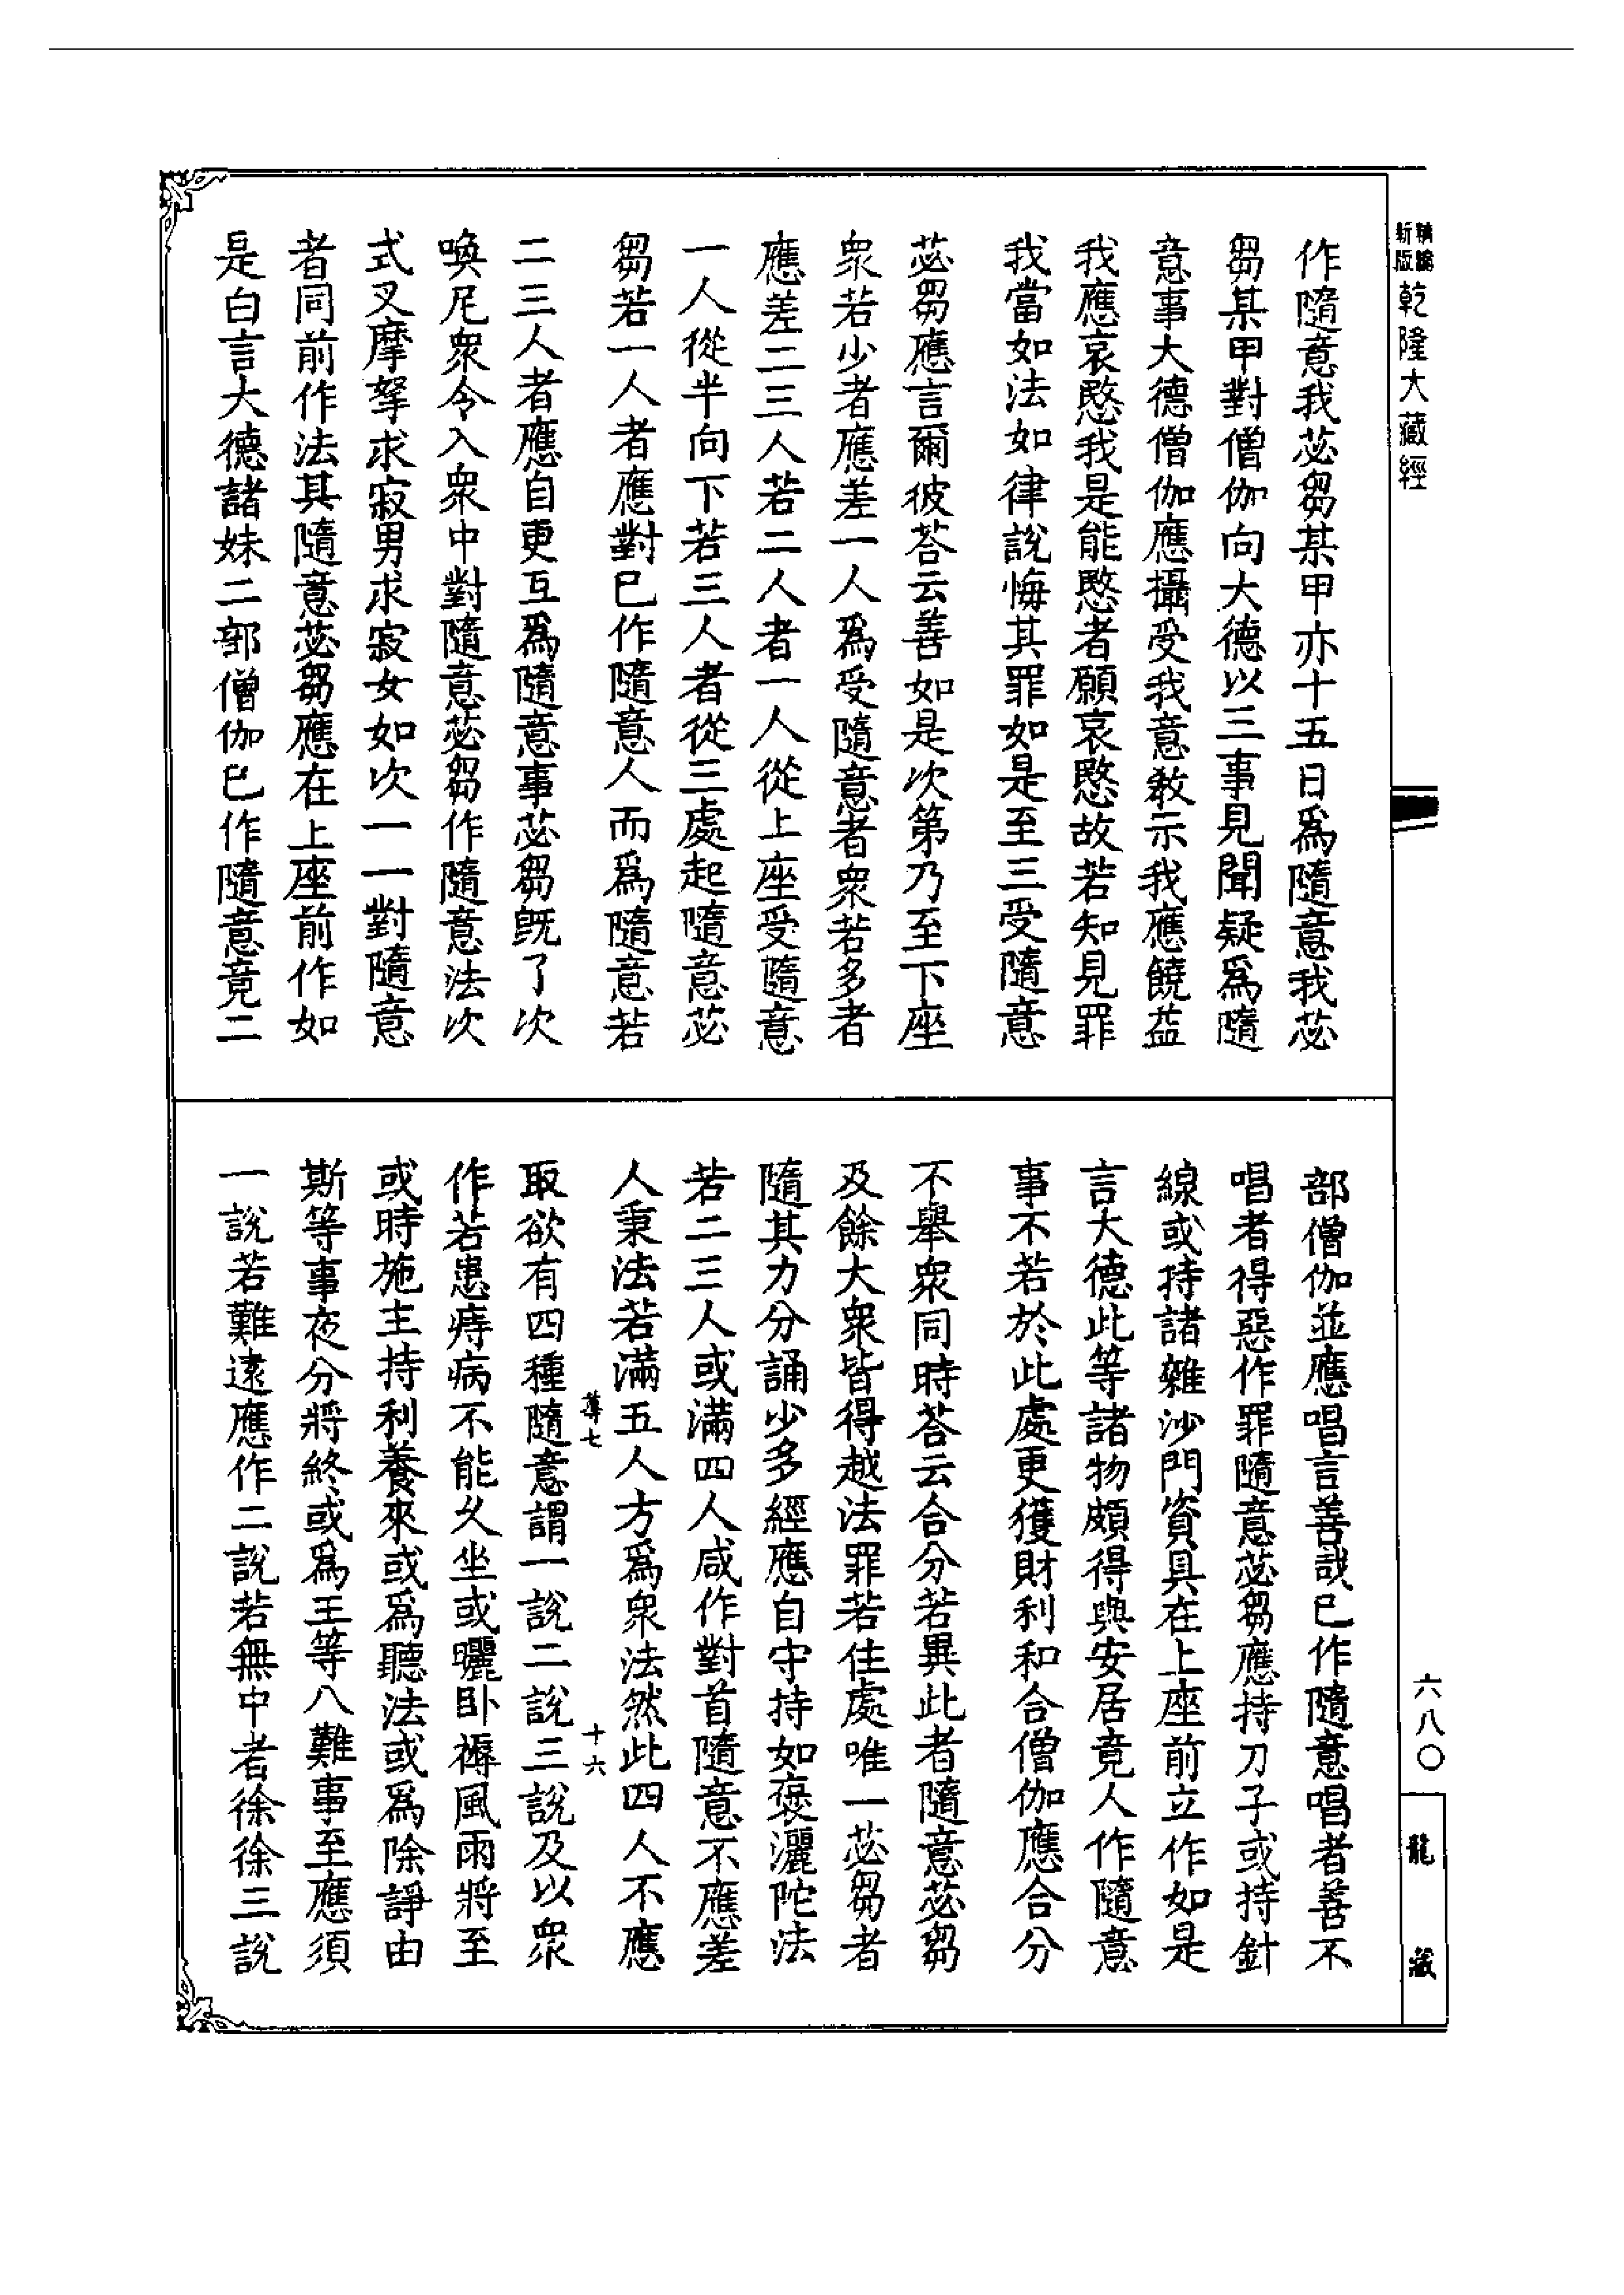 新版 精編 乾隆大藏經
作隨意我苾芻某甲亦十五日爲隨意我苾
芻某甲對僧伽向大德以三事見聞疑爲隨
意事大德僧伽應攝受我意教示我應饒益
我應哀愍我是能愍者願哀愍故若知見罪
我當如法如律說悔其罪如是至三受隨意
苾芻應言爾彼荅云善如是次第乃至下座
衆若少者應差一人爲受隨意者衆若多者
應差二三人若二人者一人從上座受隨意
一人從半向下若三人者從三處起隨意苾
芻若一人者應對巳作隨意人而爲隨意若
二三人者應自更互爲隨意事苾芻旣了次
喚尼衆令入衆中對隨意苾芻作隨意法次
式叉摩拏求寂男求寂女如次一一對隨意
者同前作法其隨意苾芻應在上座前作如
是白言大德諸妹二部僧伽巳作隨意竟二
部僧伽並應唱言善哉巳作隨意唱者善不
唱者得惡作罪隨意苾芻應持刀子或持針
線或持諸雜沙門資具在上座前立作如是
言大德此等諸物頗得與安居竟人作隨意
事不若於此處更獲財利和合僧伽應合分
不舉衆同時荅云合分若異此者隨意苾芻
及餘大衆皆得越法罪若住處唯一苾芻者
隨其力分誦少多經應自守持如褒灑陀法
若二三人或滿四人咸作對首隨意不應差
人秉法若滿五人方爲衆法然此四人不應
取欲有四種隨意謂一說二說三說及以衆
作若患痔病不能久坐或曬卧褥風雨將至
或時施主持利養來或爲聽法或爲除諍由
斯等事夜分將終或爲王等八難事至應須
一說若難遠應作二說若無中者徐徐三說
十六
六八〇
龍藏